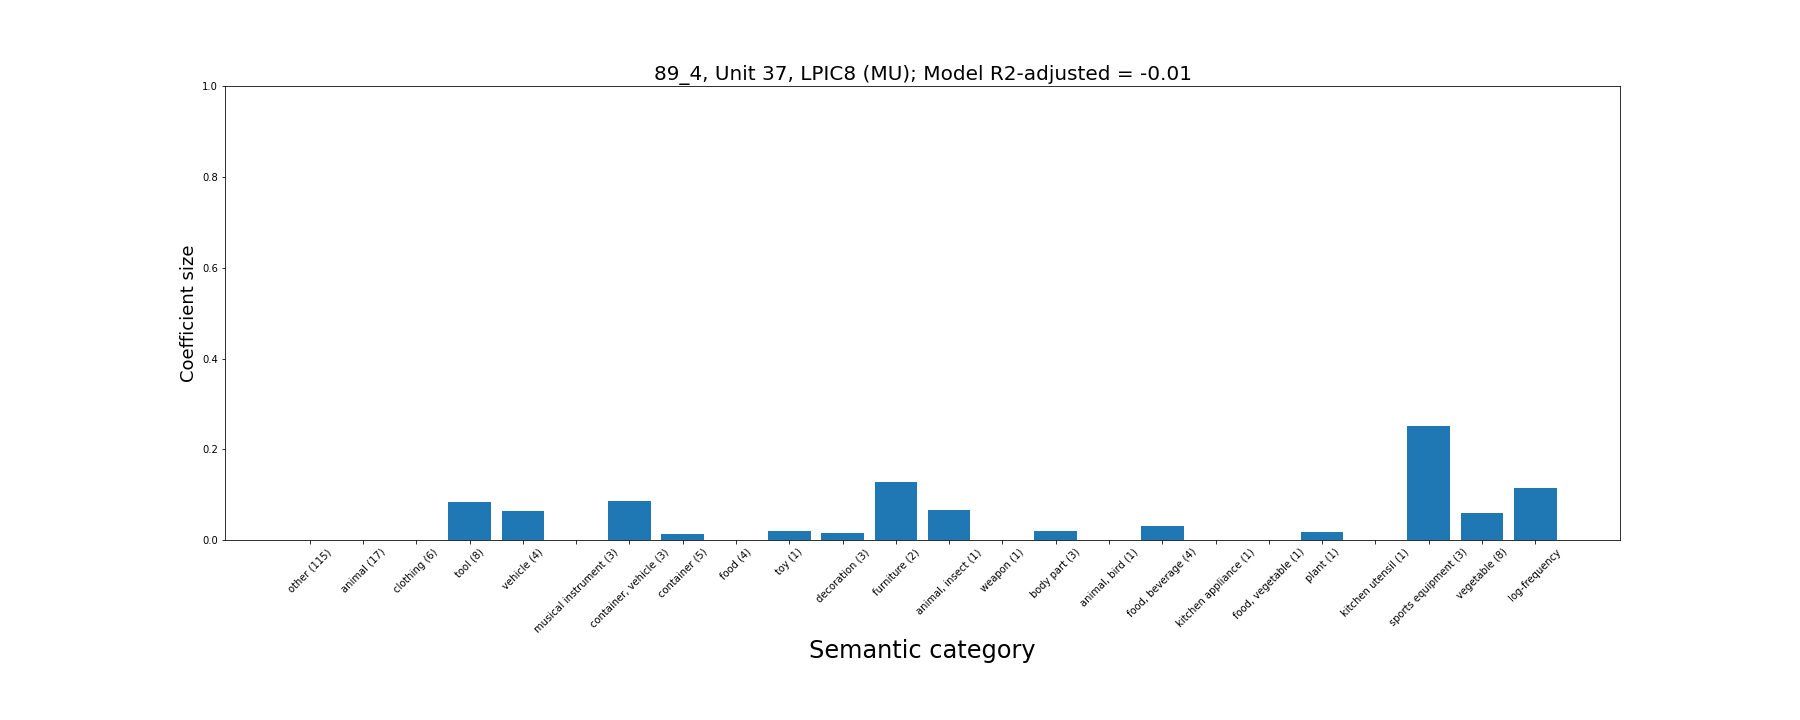 89_4, Unit 37, LPIC8 (MU); Model R2-adjusted = -0.01
Coefficient size
1.0
0.8
0.6
0.4
0.2
0.0
other (115)
animal (17)
clothing (6)
tool (8)
vehicle (4)
musical instrument (3)
container, vehicle (3)
container (5)
food (4)
toy (1)
decoration (3)
furniture (2)
animal, insect (1)
weapon (1)
body part (3)
animal, bird (1)
food, beverage (4)
kitchen appliance (1)
food, vegetable (1)
plant (1)
kitchen utensil (1)
sports equipment (3)
vegetable (8)
log-frequency
Semantic category